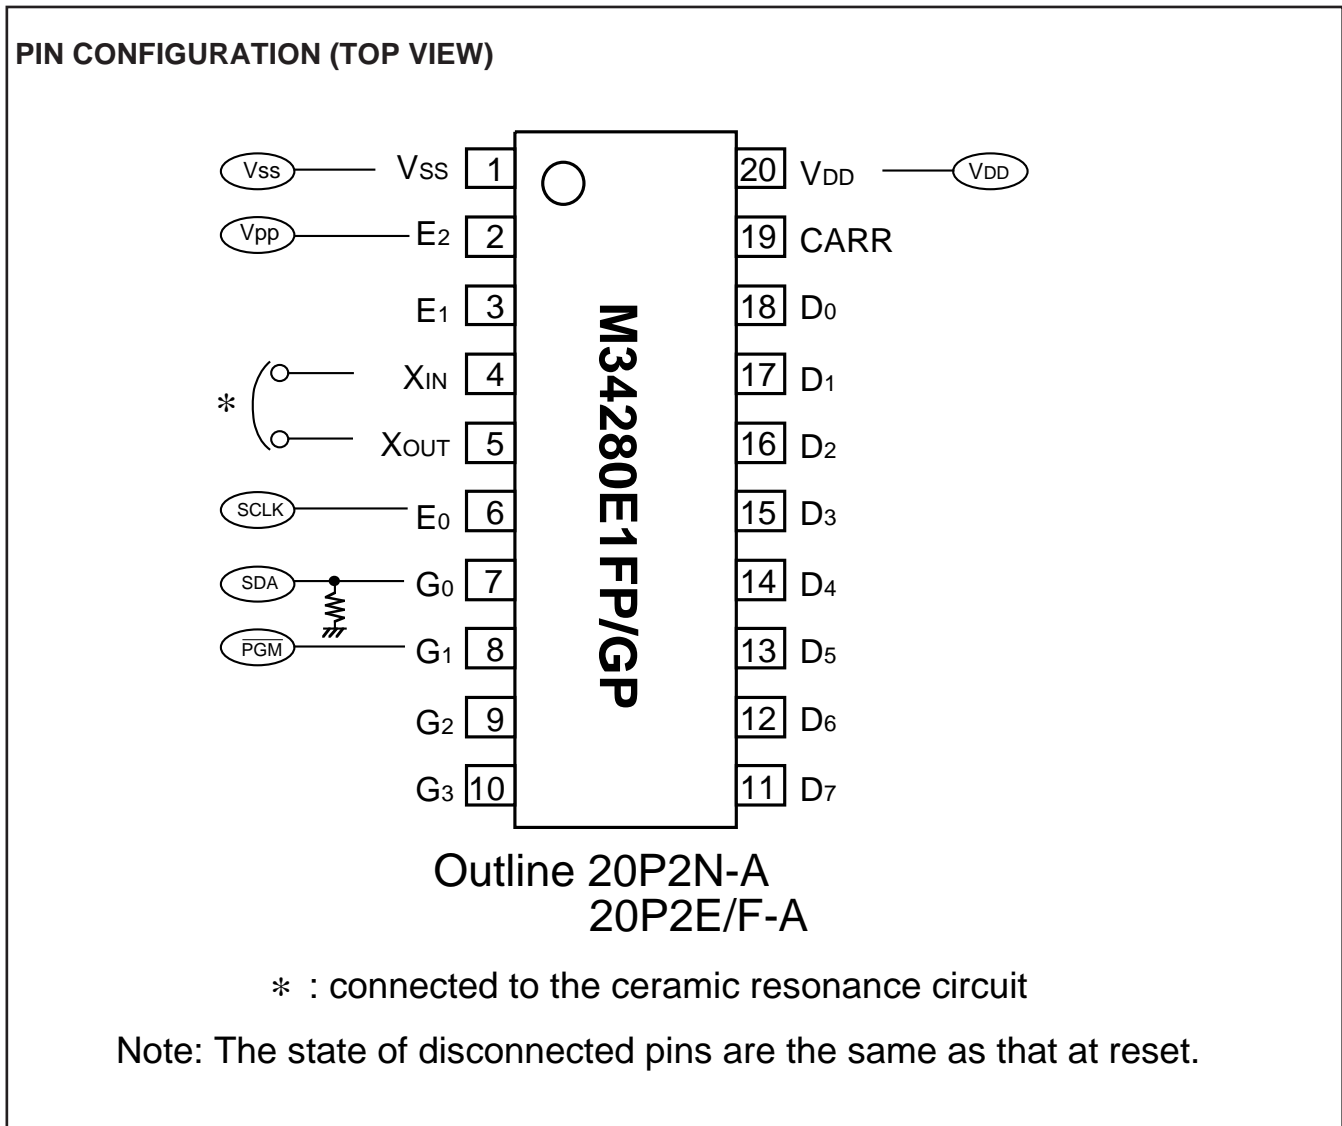 PIN CONFIGURATION (TOP VIEW)
Vss VSS 1 20 VDD VDD
Vpp E2 2 19 CARR
E1 3 18 D0
XIN 4 17 D1
*
XOUT 5 16 D2
SCLK E0 6 15 D3
SDA G0 7 14 D4
PGM G1 8 13 D5
G2 9 12 D6
G3 10 11 D7
M34280E1FP/GP
Outline 20P2N-A
20P2E/F-A
* : connected to the ceramic resonance circuit
Note: The state of disconnected pins are the same as that at reset.